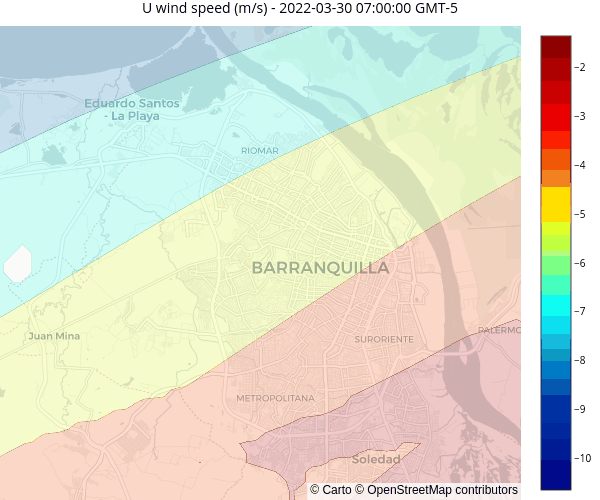 U wind speed (m/s) - 2022-03-30 07:00:00 GMT-5
Eduardo Santos
- La Playa
RIOMAR
BARRANQUILLA
Juan Mina
SURORIENTE
PALERMO
METROPOLITANA
Soledad
© Carto © OpenStreetMap contributors
−2
−3
−4
−5
−6
−7
−8
−9
−10